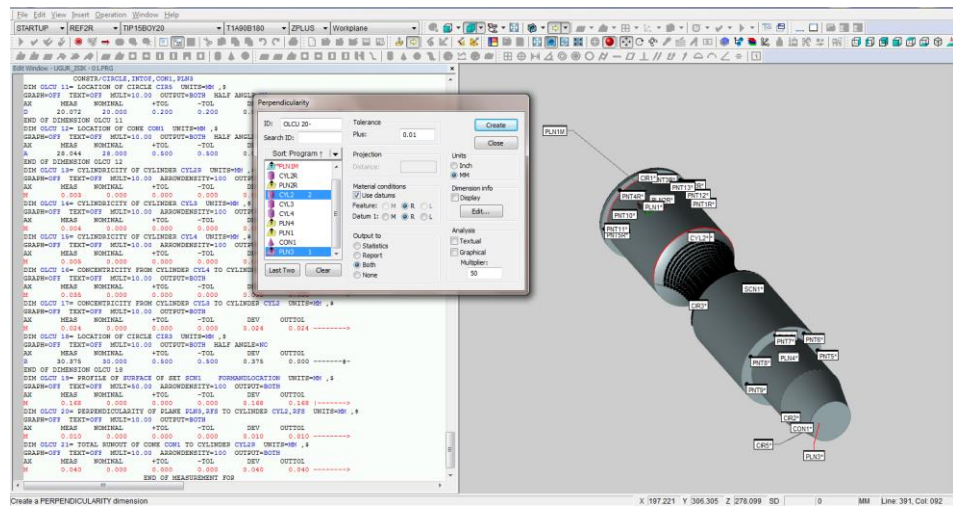 File Edit View Insert Operation Window Help
STARTUP REF2R TIP15BOY20 T1A90B180 ZPLUS Workplane
Edit Window - UGUR_ISIK - 01.PRG
CONSTR/CIRCLE,INTOF,CON1,PLN3
DIM OLCU 11= LOCATION OF CIRCLE CIR5 UNITS=MM ,$
GRAPH=OFF TEXT=OFF MULT=10.00 OUTPUT=BOTH HALF ANGLE
AX MEAS NOMINAL +TOL -TOL
D 20.072 20.000 0.200 0.200
END OF DIMENSION OLCU 11
DIM OLCU 12= LOCATION OF CONE CON1 UNITS=MM ,$
GRAPH=OFF TEXT=OFF MULT=10.00 OUTPUT=BOTH HALF ANGL
AX MEAS NOMINAL +TOL -TOL
A 28.044 28.000 0.500 0.500
END OF DIMENSION OLCU 12
DIM OLCU 13= CYLINDRICITY OF CYLINDER CYL2R UNITS=MM
GRAPH=OFF TEXT=OFF MULT=10.00 ARROWDENSITY=100 OUTP
AX MEAS NOMINAL +TOL -TOL
M 0.003 0.000 0.000 0.000
DIM OLCU 14= CYLINDRICITY OF CYLINDER CYL3 UNITS=MM
GRAPH=OFF TEXT=OFF MULT=10.00 ARROWDENSITY=100 OUTP
AX MEAS NOMINAL +TOL -TOL
M 0.004 0.000 0.000 0.000
DIM OLCU 15= CYLINDRICITY OF CYLINDER CYL4 UNITS=MM
GRAPH=OFF TEXT=OFF MULT=10.00 ARROWDENSITY=100 OUTP
AX MEAS NOMINAL +TOL -TOL
M 0.005 0.000 0.000 0.000
DIM OLCU 16= CONCENTRICITY FROM CYLINDER CYL4 TO CYLIND
GRAPH=OFF TEXT=OFF MULT=10.00 OUTPUT=BOTH
AX MEAS NOMINAL +TOL -TOL
M 0.035 0.000 0.000 0.000
DIM OLCU 17= CONCENTRICITY FROM CYLINDER CYL3 TO CYLINDER CYL2 UNITS=MM ,$
GRAPH=OFF TEXT=OFF MULT=10.00 OUTPUT=BOTH
AX MEAS NOMINAL +TOL -TOL DEV OUTTOL
M 0.024 0.000 0.000 0.000 0.024 0.024 -------->
DIM OLCU 18= LOCATION OF CIRCLE CIR3 UNITS=MM ,$
GRAPH=OFF TEXT=OFF MULT=10.00 OUTPUT=BOTH HALF ANGLE=NO
AX MEAS NOMINAL +TOL -TOL DEV OUTTOL
D 30.375 30.000 0.500 0.500 0.375 0.000 -------#-
END OF DIMENSION OLCU 18
DIM OLCU 19= PROFILE OF SURFACE OF SET SCN1 FORMANDLOCATION UNITS=MM ,$
GRAPH=OFF TEXT=OFF MULT=50.00 ARROWDENSITY=100 OUTPUT=BOTH
AX MEAS NOMINAL +TOL -TOL DEV OUTTOL
M 0.168 0.000 0.000 0.000 0.168 0.168 |-------->
DIM OLCU 20= PERPENDICULARITY OF PLANE PLN3,RFS TO CYLINDER CYL2,RFS UNITS=MM ,$
GRAPH=OFF TEXT=OFF MULT=10.00 OUTPUT=BOTH
AX MEAS NOMINAL +TOL -TOL DEV OUTTOL
M 0.010 0.000 0.000 0.000 0.010 0.010 -------->
DIM OLCU 21= TOTAL RUNOUT OF CONE CON1 TO CYLINDER CYL2R UNITS=MM ,$
GRAPH=OFF TEXT=OFF MULT=10.00 ARROWDENSITY=100 OUTPUT=BOTH
AX MEAS NOMINAL +TOL -TOL DEV OUTTOL
M 0.040 0.000 0.000 0.000 0.040 0.040 -------->
END OF MEASUREMENT FOR
Perpendicularity
ID: OLCU 20-
Search ID:
Sort: Program ↑
*PLN1M
CYL2R
PLN2R
CYL2 2
CYL3
CYL4
PLN4
PLN1
CON1
PLN3 1
Last Two Clear
Tolerance
Plus: 0.01
Projection
Distance:
Material conditions
Use datums
Feature: M R L
Datum 1: M R L
Output to
Statistics
Report
Both
None
Create
Close
Units
Inch
MM
Dimension info
Display
Edit...
Analysis
Textual
Graphical
Multiplier:
50
PLN1M
CIR1*
PNT13*
PNT4R*
PNT12*
PLN1*
PNT1R*
PNT10*
PNT11*
CYL2*
SCN1*
CIR3*
PNT7*
PNT6*
PNT8*
PLN4*
PNT5*
PNT9*
CIR2*
CON1*
CIR5*
PLN3*
Create a PERPENDICULARITY dimension
X 197.221 Y 306.305 Z 278.099 SD 0 MM Line: 391, Col: 092